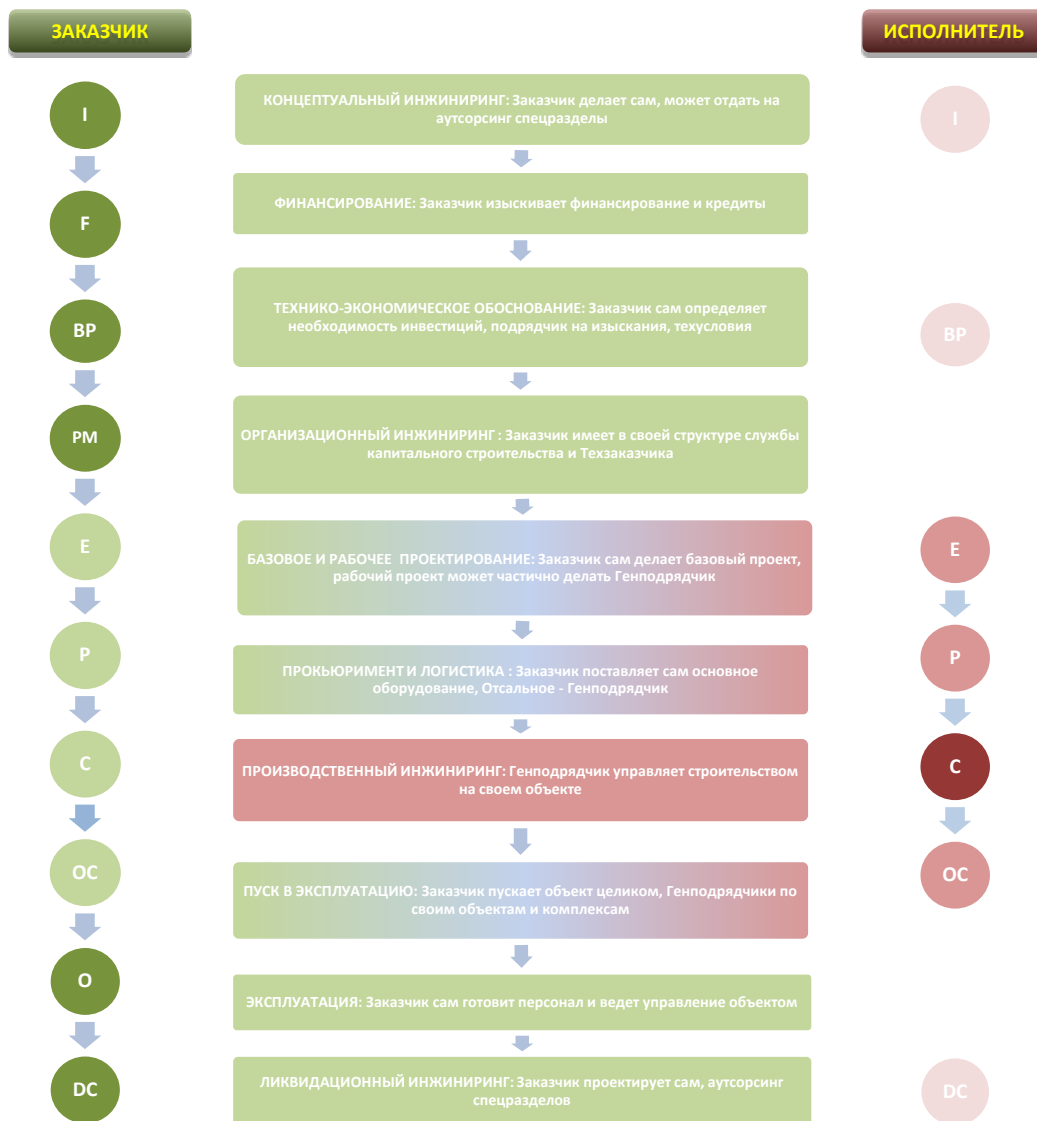 ЗАКАЗЧИК
ИСПОЛНИТЕЛЬ
I
КОНЦЕПТУАЛЬНЫЙ ИНЖИНИРИНГ: Заказчик делает сам, может отдать на
аутсорсинг спецразделы
I
F
ФИНАНСИРОВАНИЕ: Заказчик изыскивает финансирование и кредиты
BP
ТЕХНИКО-ЭКОНОМИЧЕСКОЕ ОБОСНОВАНИЕ: Заказчик сам определяет
необходимость инвестиций, подрядчик на изыскания, техусловия
BP
PM
ОРГАНИЗАЦИОННЫЙ ИНЖИНИРИНГ : Заказчик имеет в своей структуре службы
капитального строительства и Техзаказчика
E
БАЗОВОЕ И РАБОЧЕЕ ПРОЕКТИРОВАНИЕ: Заказчик сам делает базовый проект,
рабочий проект может частично делать Генподрядчик
E
P
ПРОКЬЮРИМЕНТ И ЛОГИСТИКА : Заказчик поставляет сам основное
оборудование, Отсальное - Генподрядчик
P
C
ПРОИЗВОДСТВЕННЫЙ ИНЖИНИРИНГ: Генподрядчик управляет строительством
на своем объекте
C
OC
ПУСК В ЭКСПЛУАТАЦИЮ: Заказчик пускает объект целиком, Генподрядчики по
своим объектам и комплексам
OC
O
ЭКСПЛУАТАЦИЯ: Заказчик сам готовит персонал и ведет управление объектом
DC
ЛИКВИДАЦИОННЫЙ ИНЖИНИРИНГ: Заказчик проектирует сам, аутсорсинг
спецразделов
DC